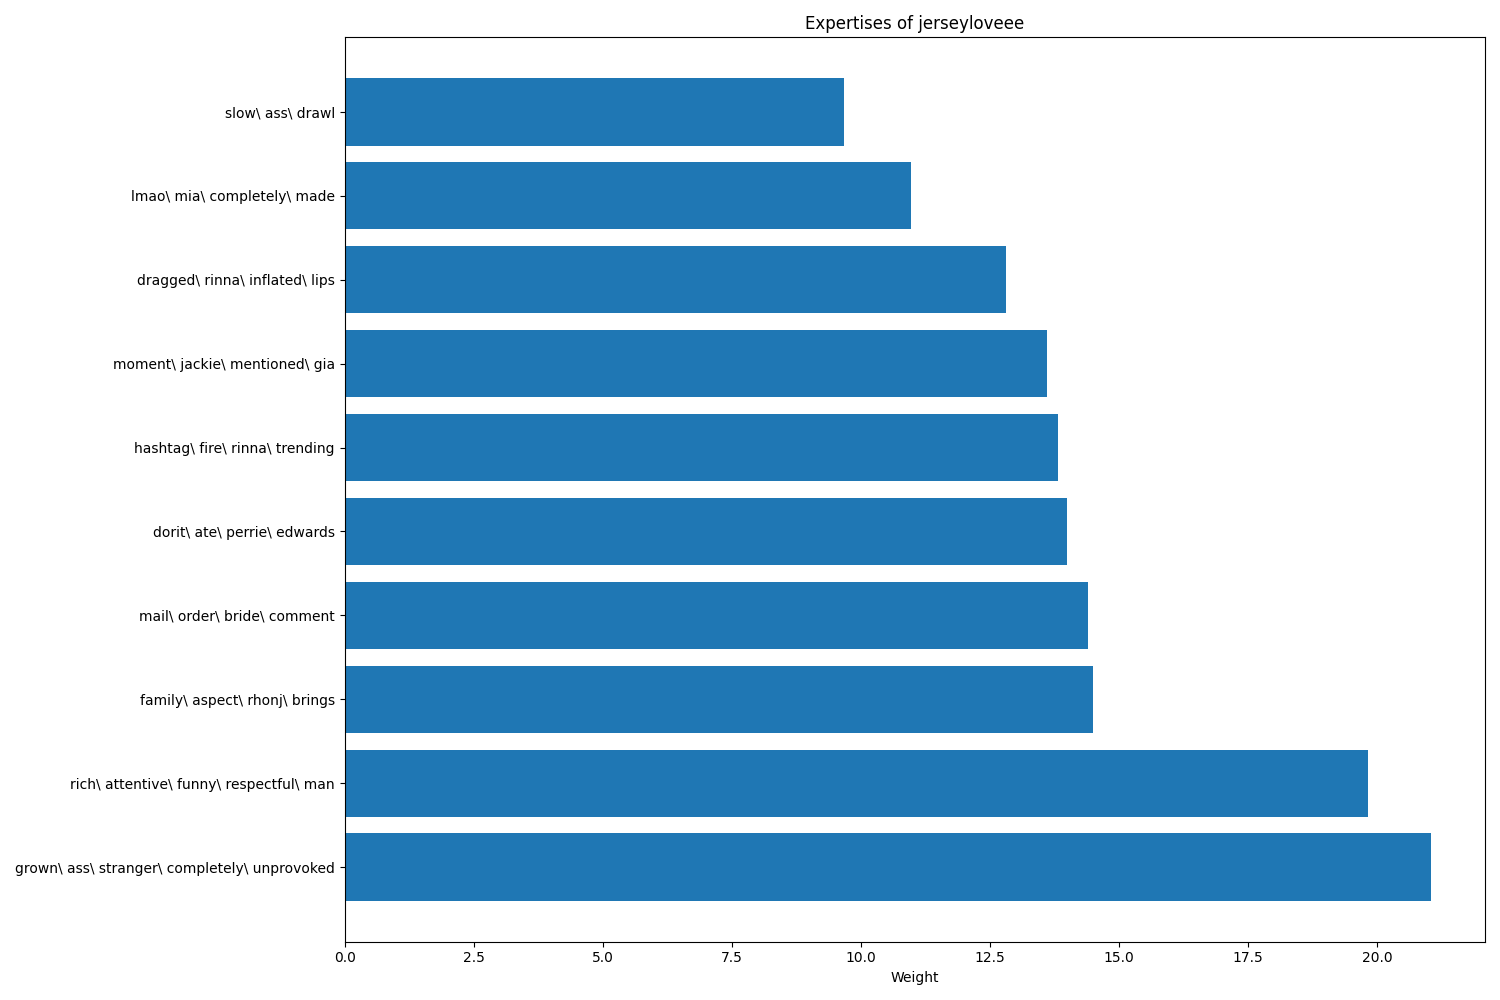 Expertises of jerseyloveee
slow\ ass\ drawl
lmao\ mia\ completely\ made
dragged\ rinna\ inflated\ lips
moment\ jackie\ mentioned\ gia
hashtag\ fire\ rinna\ trending
dorit\ ate\ perrie\ edwards
mail\ order\ bride\ comment
family\ aspect\ rhonj\ brings
rich\ attentive\ funny\ respectful\ man
grown\ ass\ stranger\ completely\ unprovoked
0.0 2.5 5.0 7.5 10.0 12.5 15.0 17.5 20.0
Weight